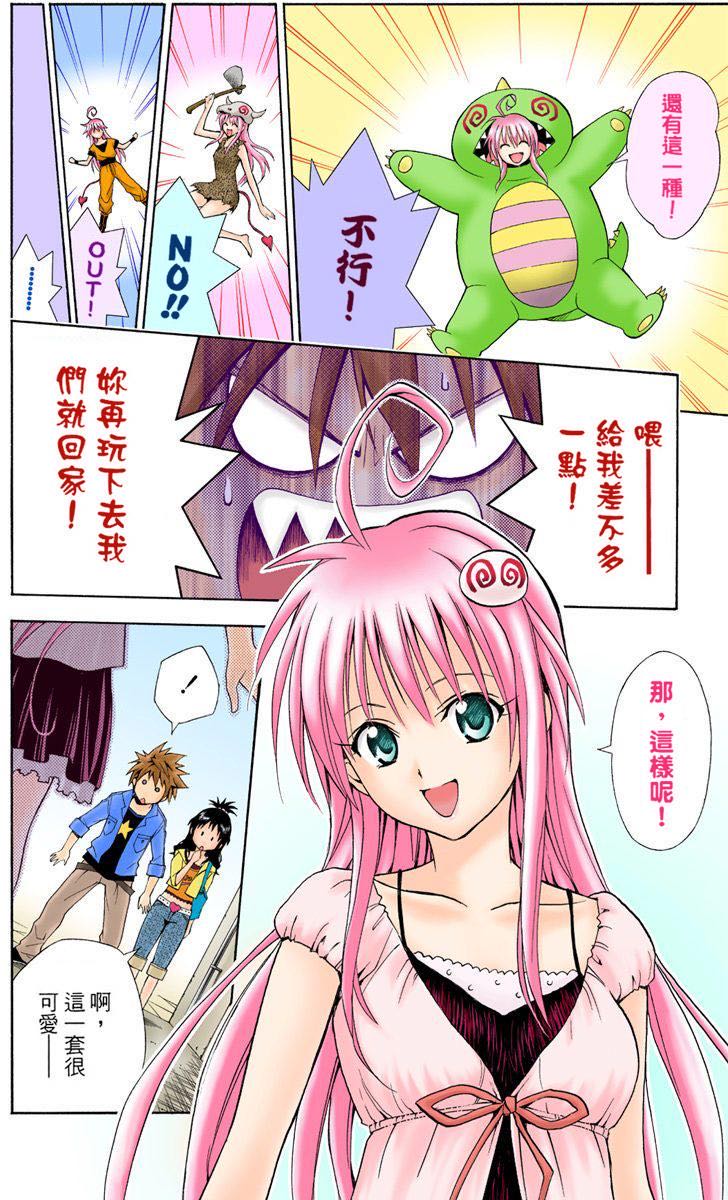 還有這一種！
不行！
NO!!
OUT!
………
喂——
給我差不多
一點！
妳再玩下去我
們就回家！
那，這樣呢！
！
啊，
這一套很
可愛——